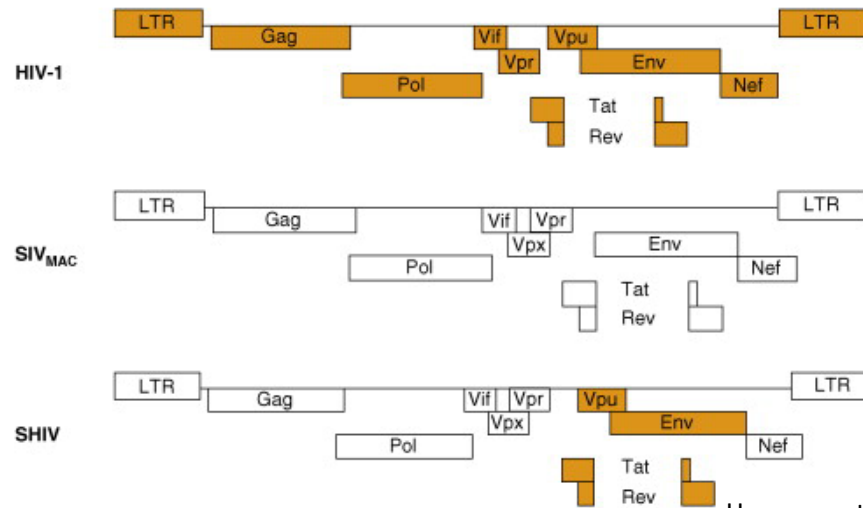 LTR LTR
Gag Vif Vpu
Vpr Env
HIV-1
Pol Nef
Tat
Rev
LTR LTR
Gag Vif Vpr
Vpx Env
SIVMAC
Pol Nef
Tat
Rev
LTR LTR
Gag Vif Vpr Vpu
Vpx Env
SHIV
Pol Nef
Tat
Rev